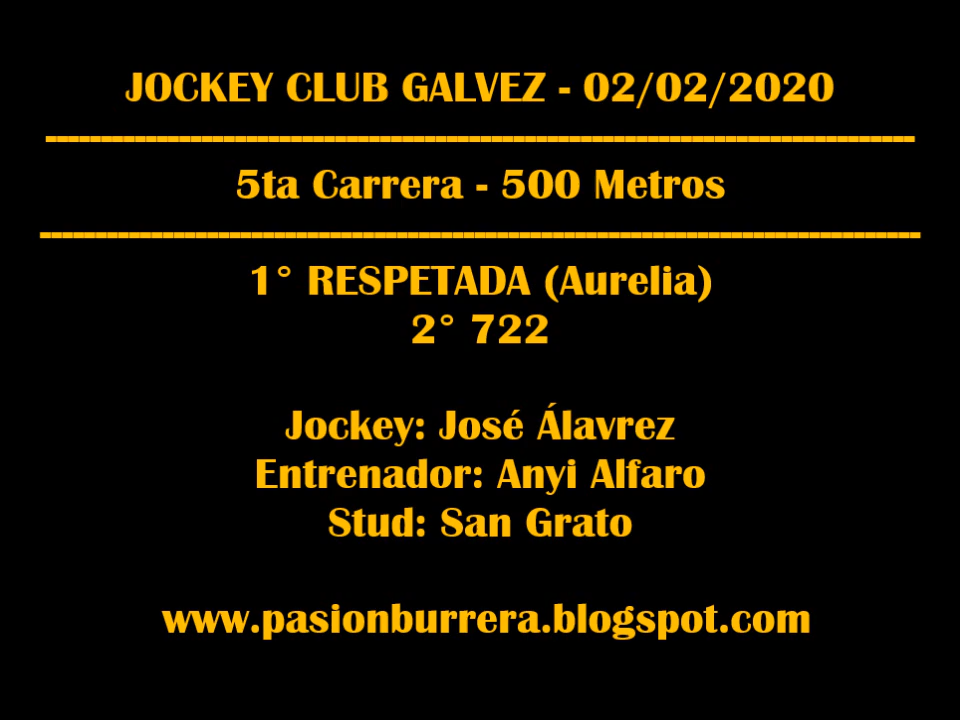 JOCKEY CLUB GALVEZ - 02/02/2020
--------------------------------------------------------------------------------
5ta Carrera - 500 Metros
---------------------------------------------------------------------------------
1° RESPETADA (Aurelia)
2° 722
Jockey: José Álavrez
Entrenador: Anyi Alfaro
Stud: San Grato
www.pasionburrera.blogspot.com